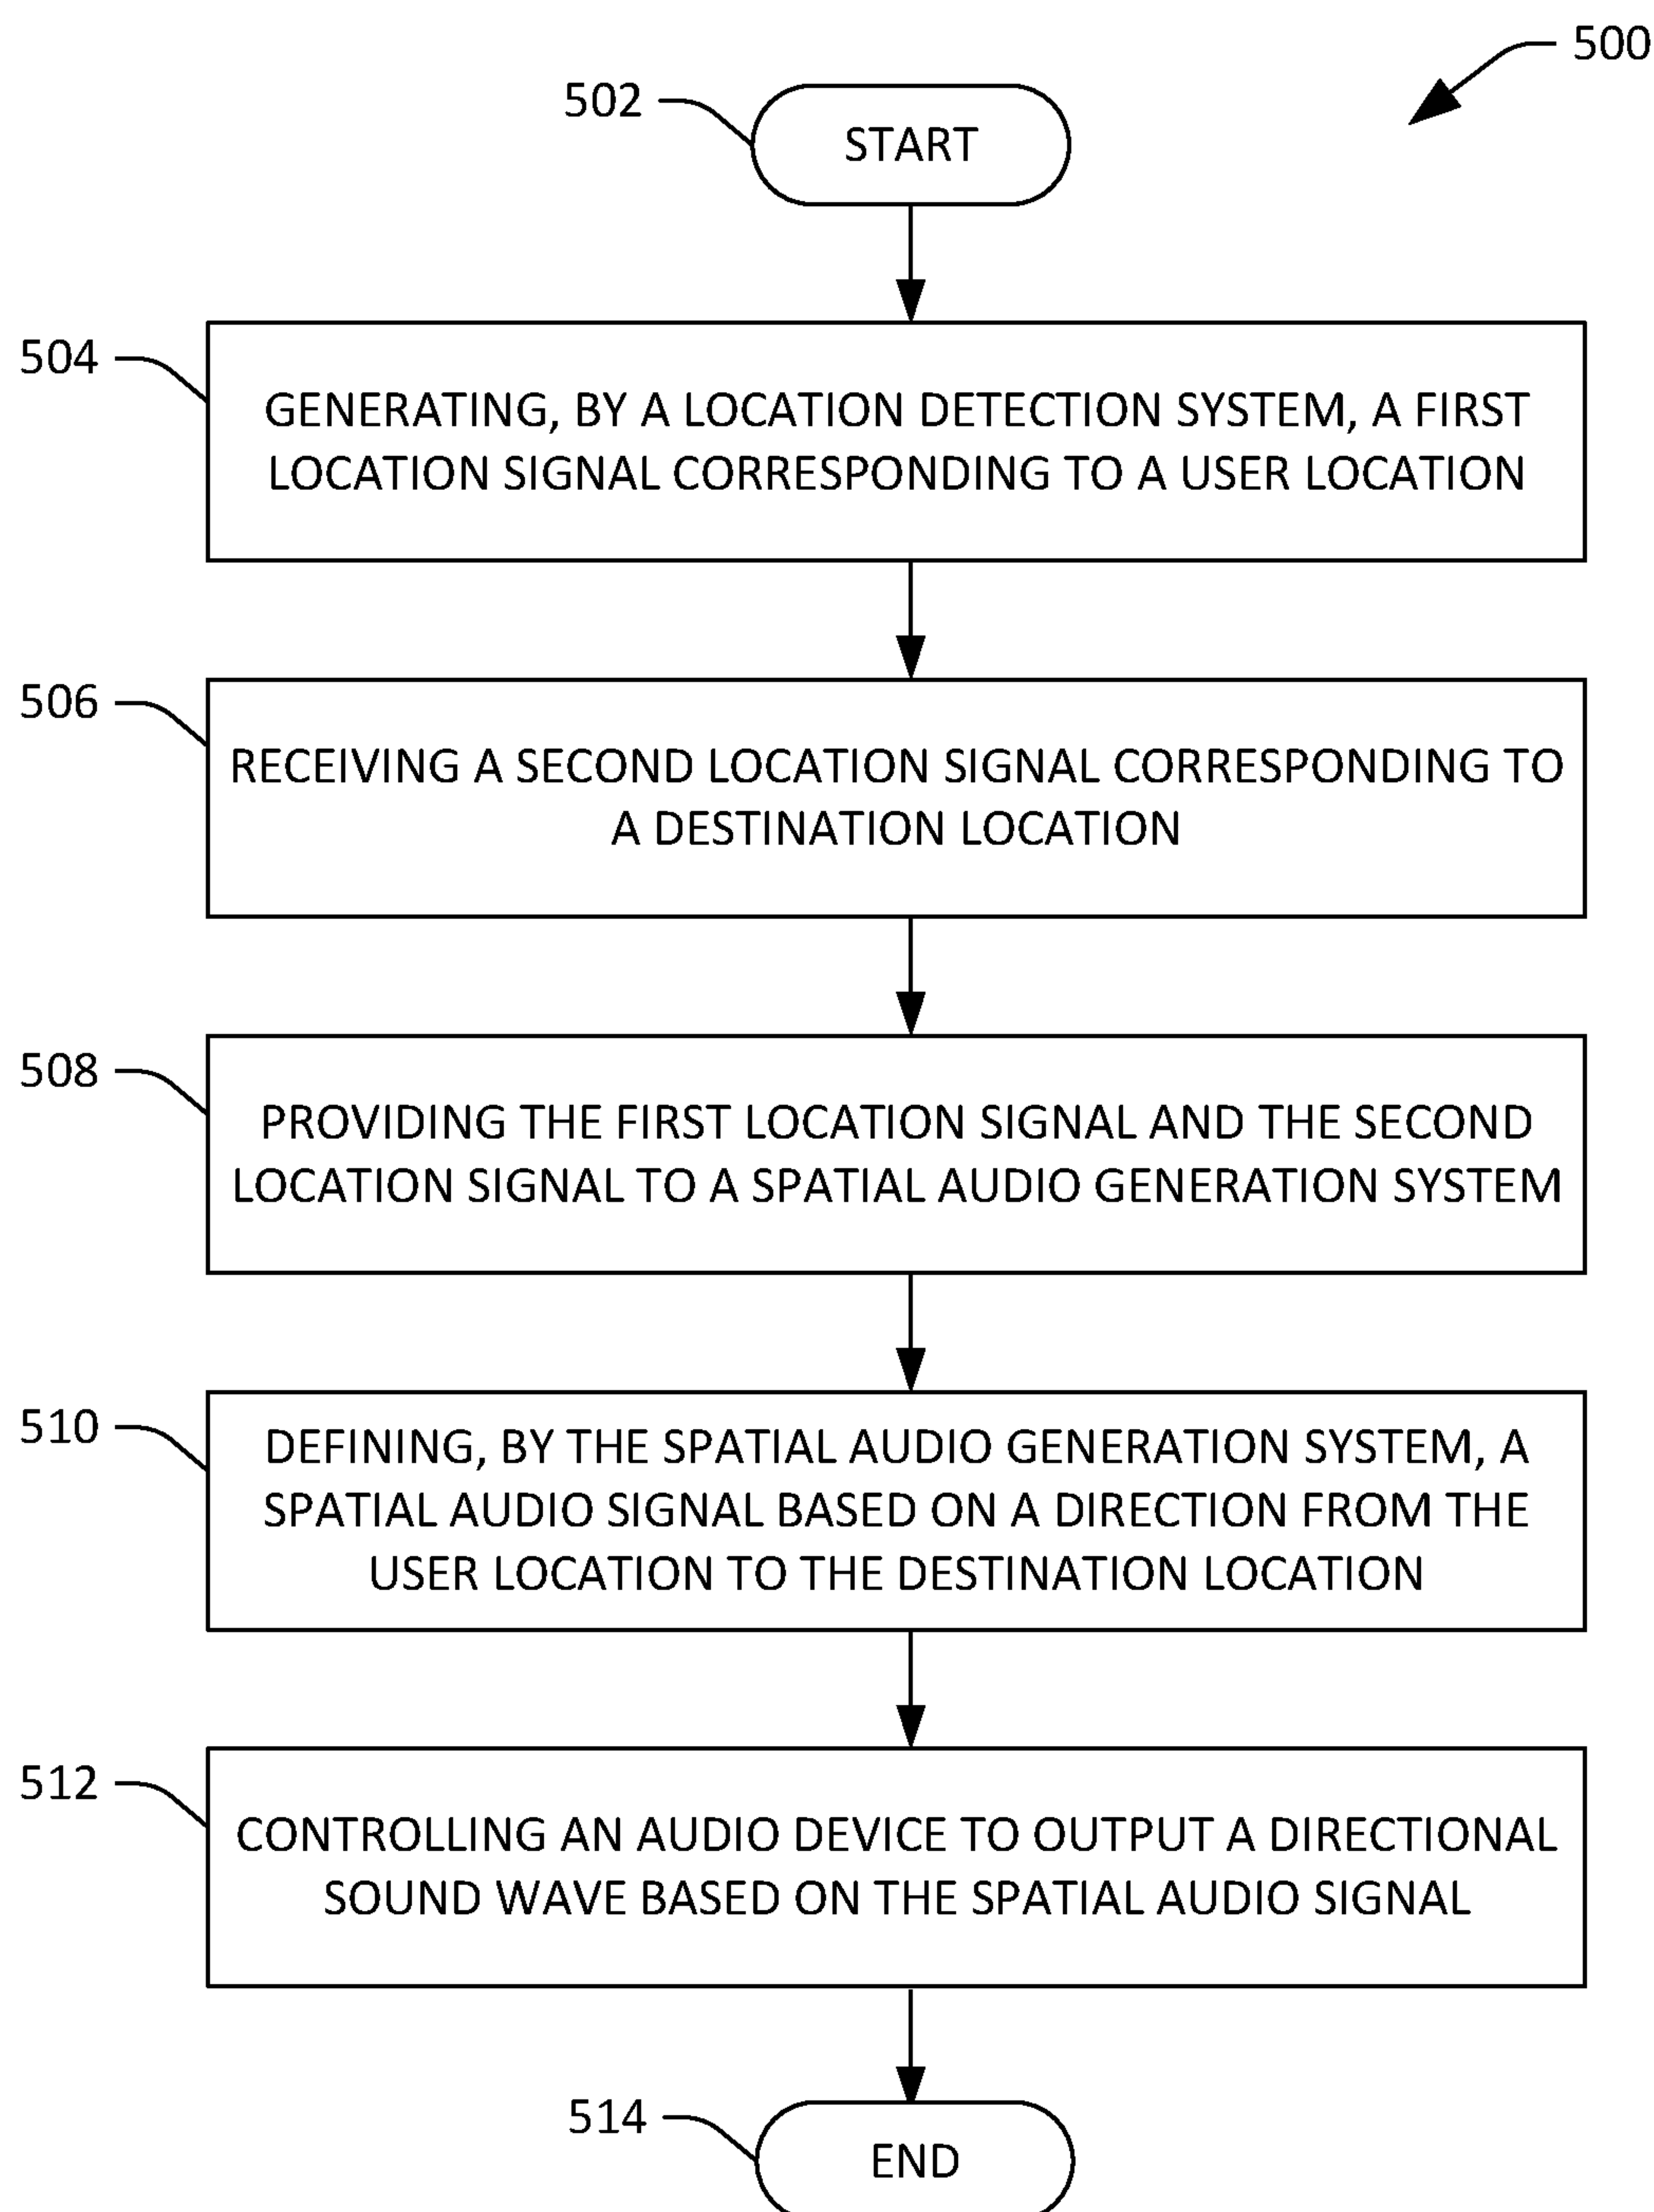 500
502
START
504
GENERATING, BY A LOCATION DETECTION SYSTEM, A FIRST
LOCATION SIGNAL CORRESPONDING TO A USER LOCATION
506
RECEIVING A SECOND LOCATION SIGNAL CORRESPONDING TO
A DESTINATION LOCATION
508
PROVIDING THE FIRST LOCATION SIGNAL AND THE SECOND
LOCATION SIGNAL TO A SPATIAL AUDIO GENERATION SYSTEM
510
DEFINING, BY THE SPATIAL AUDIO GENERATION SYSTEM, A
SPATIAL AUDIO SIGNAL BASED ON A DIRECTION FROM THE
USER LOCATION TO THE DESTINATION LOCATION
512
CONTROLLING AN AUDIO DEVICE TO OUTPUT A DIRECTIONAL
SOUND WAVE BASED ON THE SPATIAL AUDIO SIGNAL
514
END